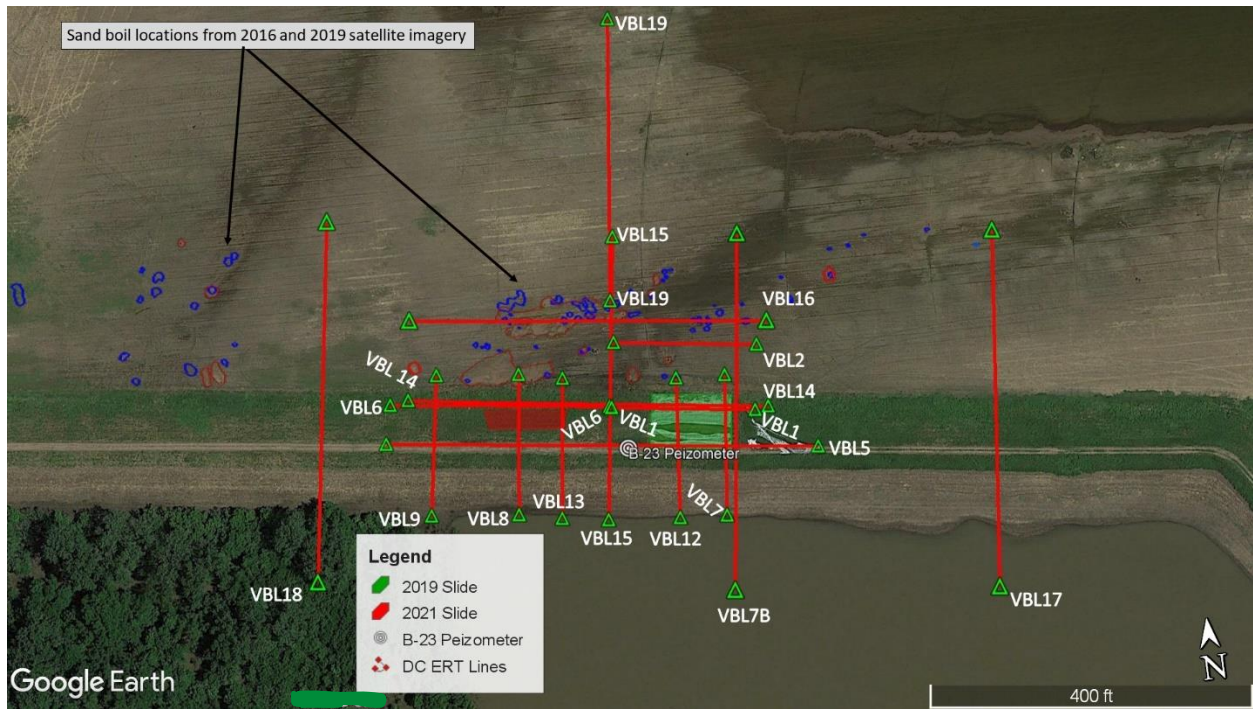 VBL19
Sand boil locations from 2016 and 2019 satellite imagery
VBL15
VBL19
VBL16
VBL2
VBL 14
VBL14
VBL6
VBL6
VBL1
VBL1
VBL5
B-23 Peizometer
VBL9
VBL8
VBL13
VBL15
VBL12
VBL7
VBL18
VBL7B
VBL17
Legend
2019 Slide
2021 Slide
B-23 Peizometer
DC ERT Lines
N
Google Earth
400 ft